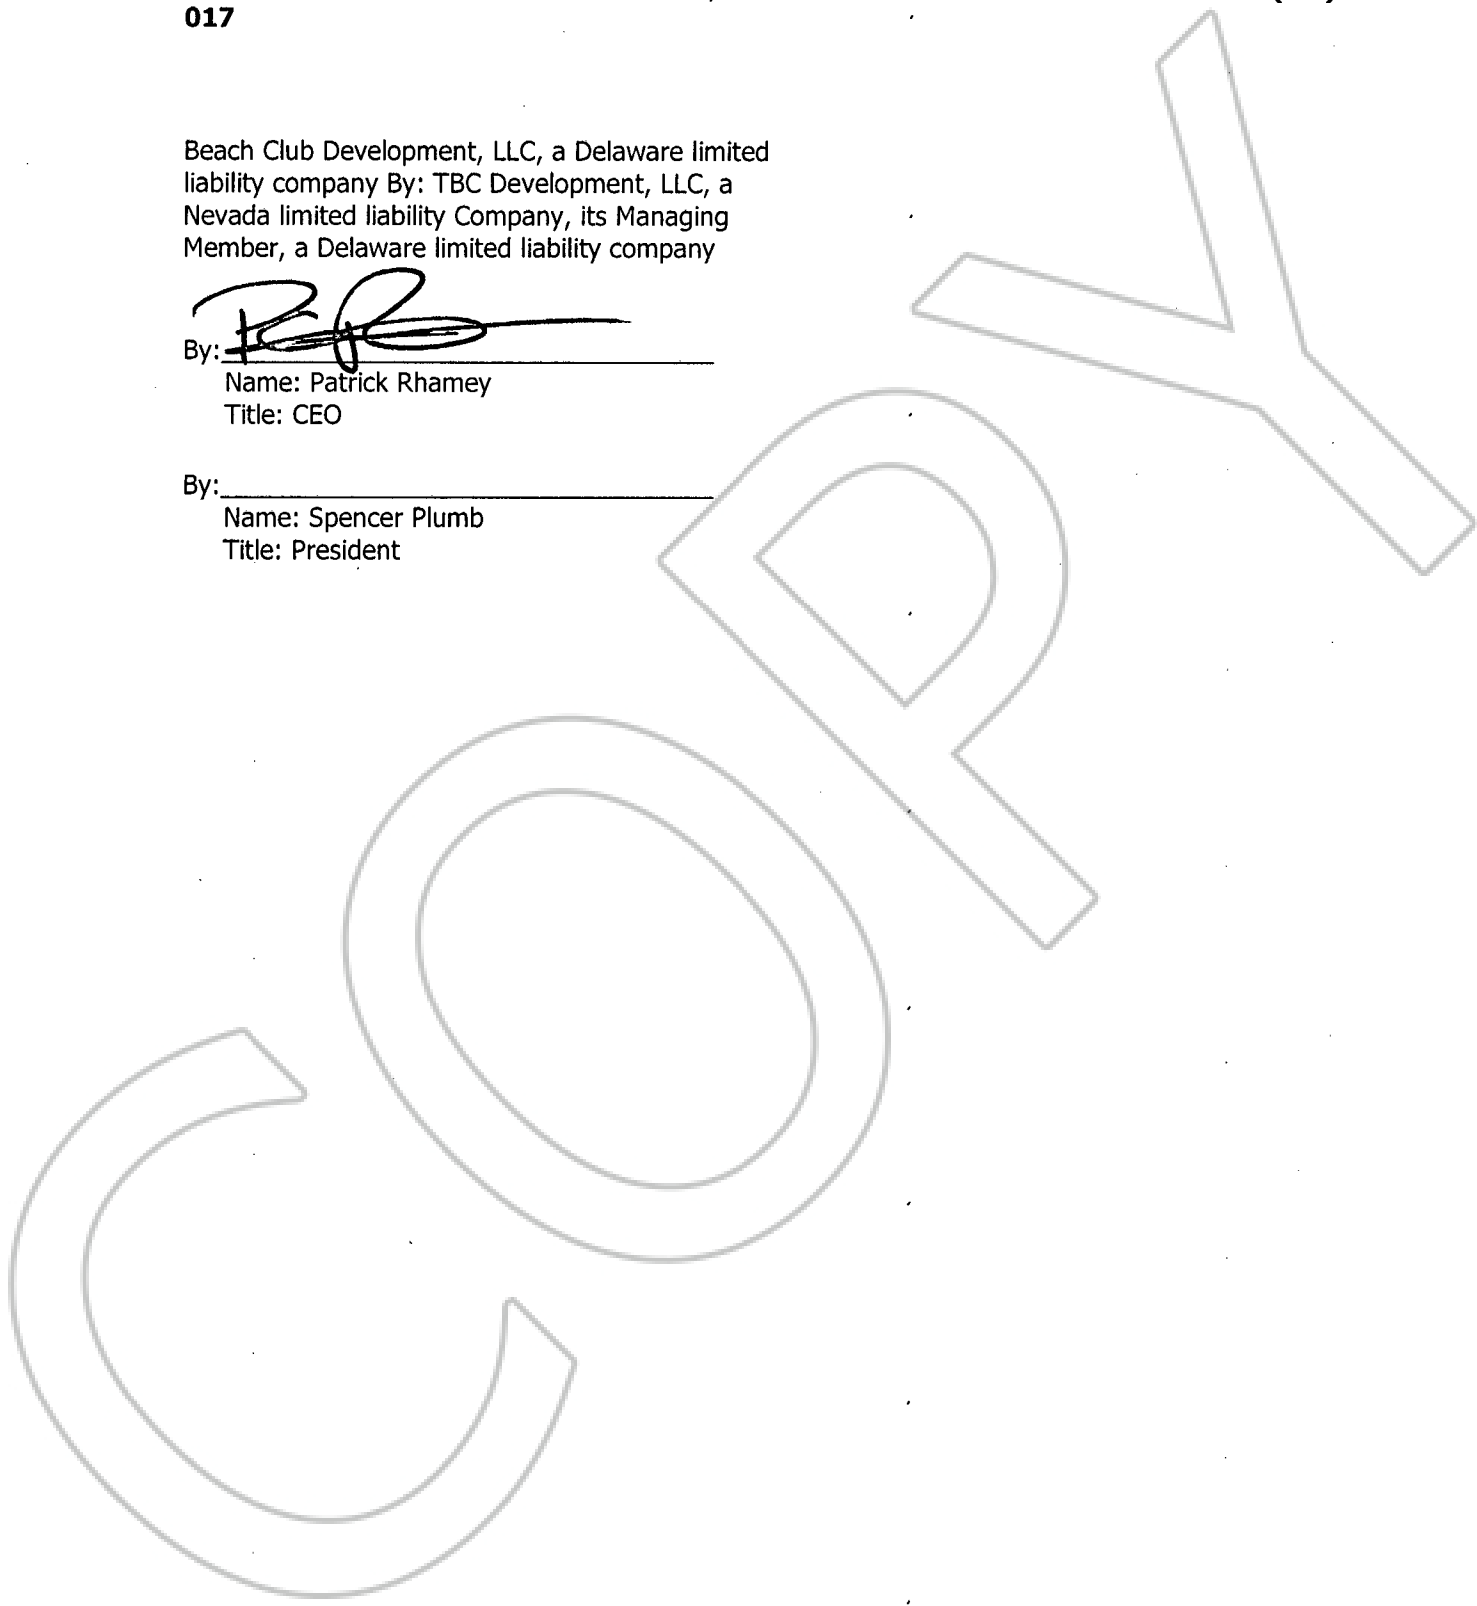 017
Beach Club Development, LLC, a Delaware limited
liability company By: TBC Development, LLC, a
Nevada limited liability Company, its Managing
Member, a Delaware limited liability company
By:
Name: Patrick Rhamey
Title: CEO
By:
Name: Spencer Plumb
Title: President
COPY